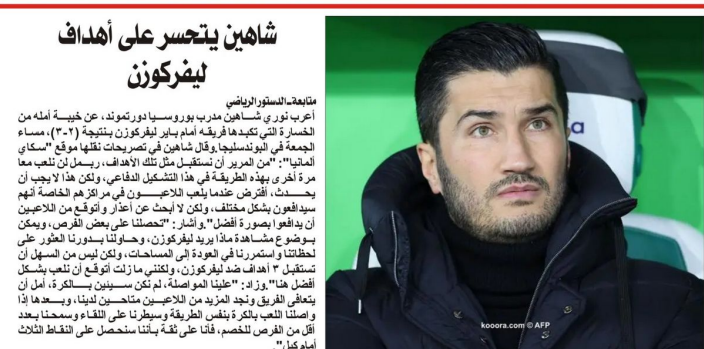 شاهين يتحسر على أهداف
ليفركوزن
متابعة-الدستور الرياضي
أعرب نوري شاهين مدرب بوروسيا دورتموند، عن خيبة أمله من
الخسارة التي تكبدها فريقه أمام باير ليفركوزن بنتيجة (٢-٣)، مساء
الجمعة في البوندسليجا.وقال شاهين في تصريحات نقلها موقع "سكاي
ألمانيا": "من المرير أن نستقبل مثل تلك الأهداف، ربما لن نلعب معا
مرة أخرى بهذه الطريقة في هذا التشكيل الدفاعي، ولكن هذا لا يجب أن
يحدث، أفترض عندما يلعب اللاعبون في مراكزهم الخاصة أنهم
سيدافعون بشكل مختلف، ولكن لا أبحث عن أعذار وأتوقع من اللاعبين
أن يدافعوا بصورة أفضل".وأشار: "تحصلنا على بعض الفرص، ويمكن
بوضوع مشاهدة ماذا يريد ليفركوزن، وحاولنا بدورنا العثور على
لحظاتنا واستمررنا في العودة إلى المساحات، ولكن ليس من السهل أن
تستقبل ٣ أهداف ضد ليفركوزن، ولكنني ما زلت أتوقع أن نلعب بشكل
أفضل هنا".وزاد: "علينا المواصلة، لم نكن سيئين بالكرة، أمل أن
يتعافى الفريق ونجد المزيد من اللاعبين متاحين لدينا، وبعدها إذا
واصلنا اللعب بالكرة بنفس الطريقة وسيطرنا على اللقاء وسمحنا بعدد
أقل من الفرص للخصم، فأنا على ثقة بأننا سنحصل على النقاط الثلاث
أمام كيل".
kooora.com © AFP